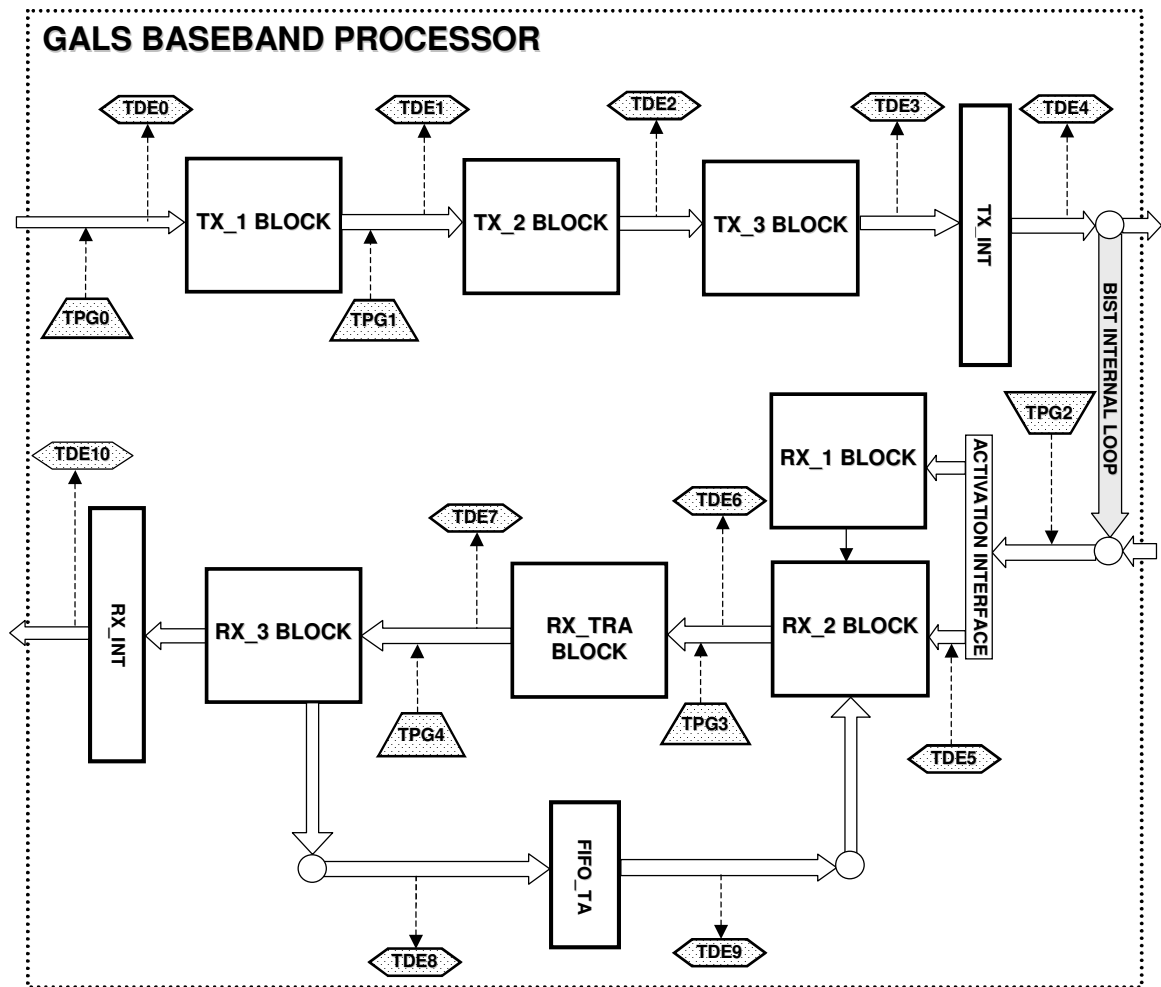 GALS BASEBAND PROCESSOR
TDE0
TDE1
TDE2
TDE3
TDE4
TX_1 BLOCK
TX_2 BLOCK
TX_3 BLOCK
TX_INT
TPG0
TPG1
BIST INTERNAL LOOP
TPG2
RX_1 BLOCK
ACTIVATION INTERFACE
TDE10
TDE7
TDE6
RX_INT
RX_3 BLOCK
RX_TRA
BLOCK
RX_2 BLOCK
TPG4
TPG3
TDE5
FIFO_TA
TDE8
TDE9